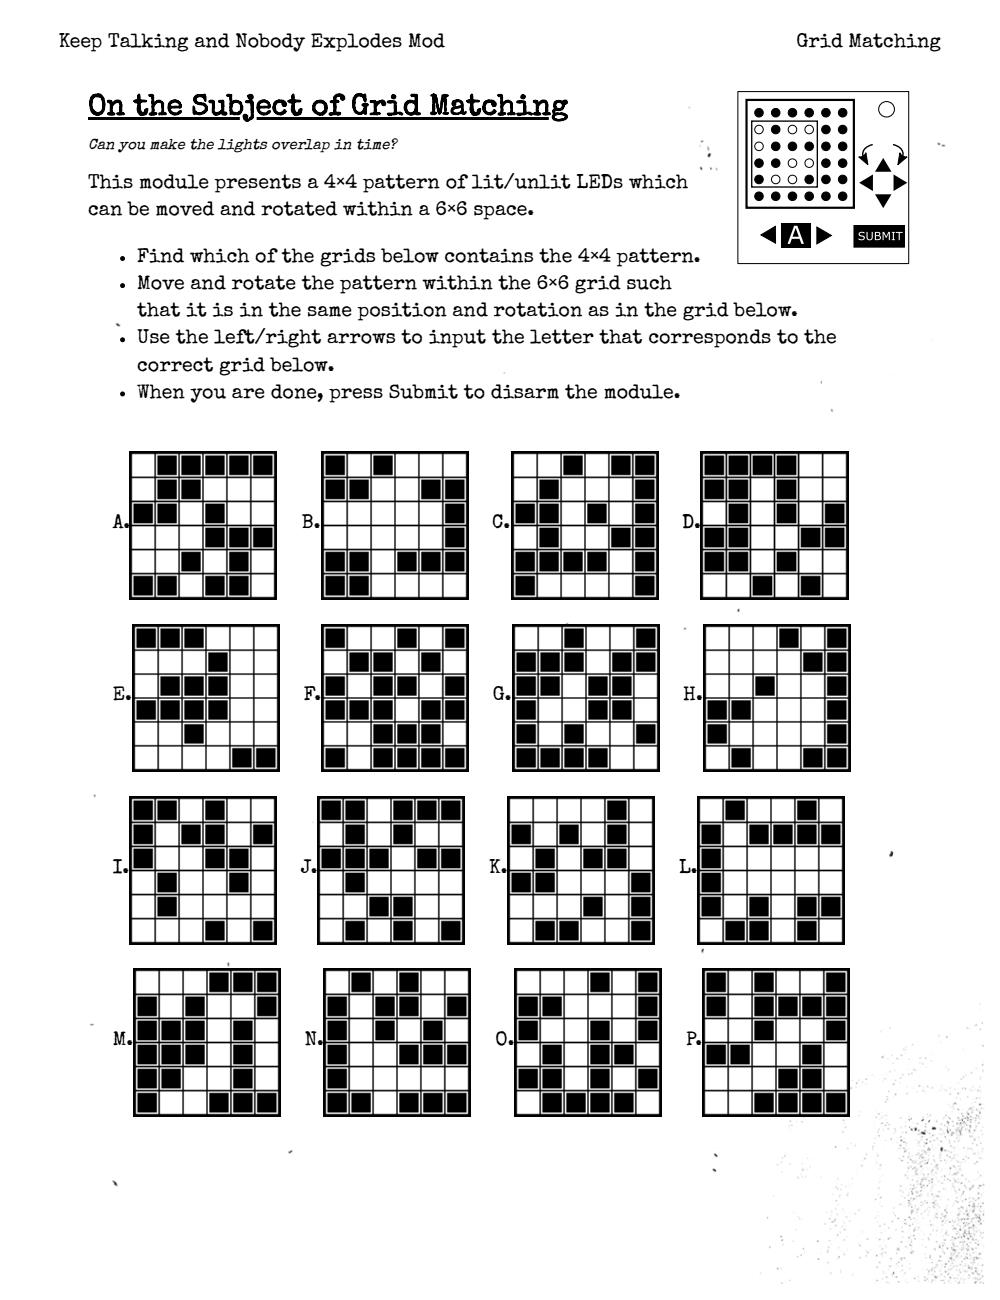 Keep Talking and Nobody Explodes Mod
Grid Matching
On the Subject of Grid Matching
Can you make the lights overlap in time?
This module presents a 4×4 pattern of lit/unlit LEDs which
can be moved and rotated within a 6×6 space.
A
SUBMIT
• Find which of the grids below contains the 4×4 pattern.
• Move and rotate the pattern within the 6×6 grid such
that it is in the same position and rotation as in the grid below.
• Use the left/right arrows to input the letter that corresponds to the
correct grid below.
• When you are done, press Submit to disarm the module.
A. B. C. D.
E. F. G. H.
I. J. K. L.
M. N. O. P.